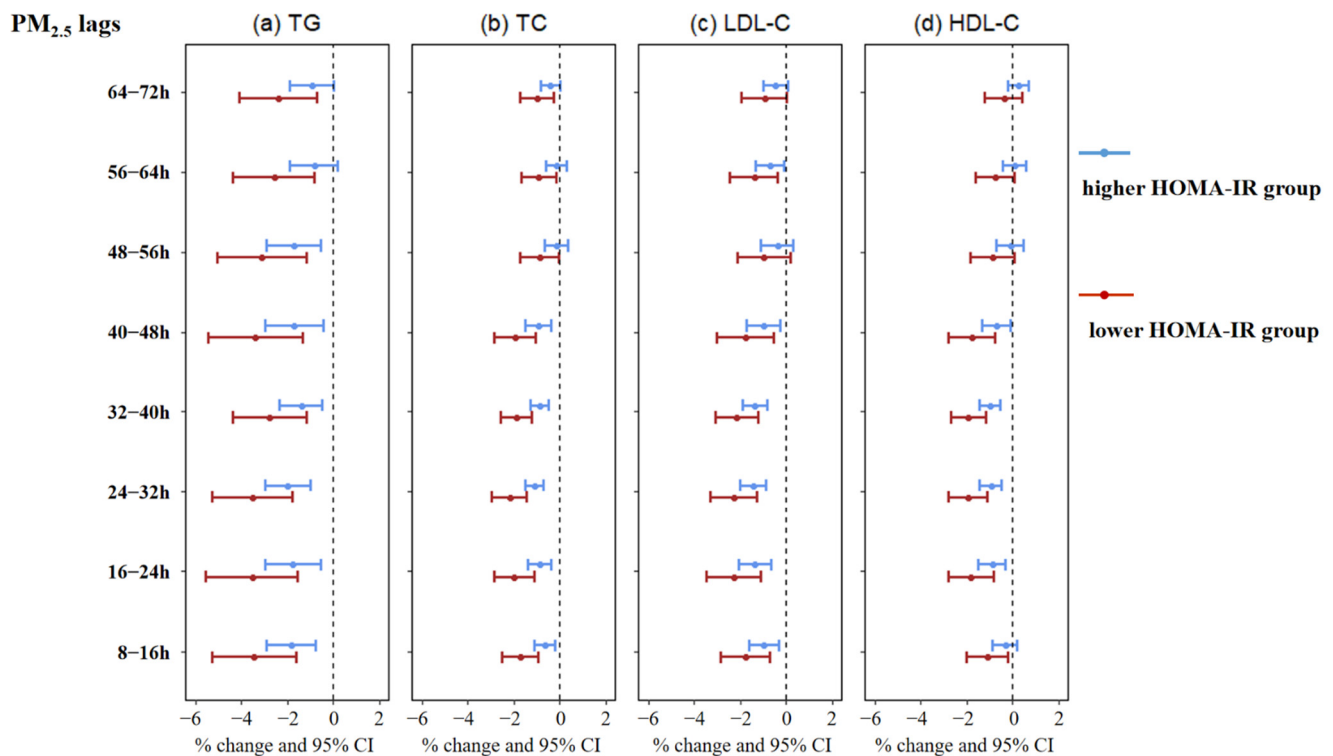 PM2.5 lags
(a) TG
(b) TC
(c) LDL-C
(d) HDL-C
64−72h
56−64h
48−56h
40−48h
32−40h
24−32h
16−24h
8−16h
higher HOMA-IR group
lower HOMA-IR group
−6 −4 −2 0 2
−6 −4 −2 0 2
−6 −4 −2 0 2
−6 −4 −2 0 2
% change and 95% CI
% change and 95% CI
% change and 95% CI
% change and 95% CI